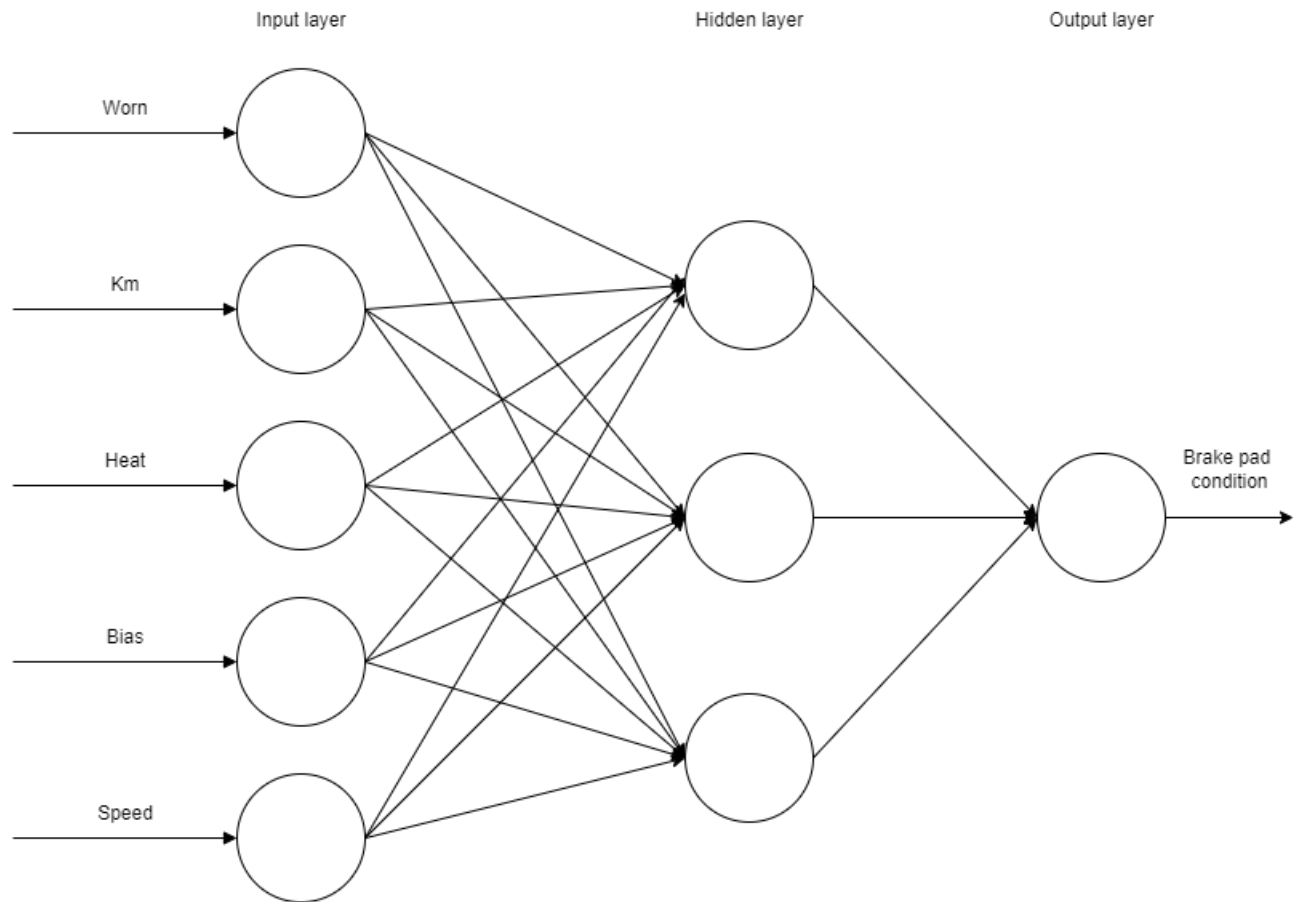 Input layer
Hidden layer
Output layer
Worn
Km
Heat
Bias
Speed
Brake pad
condition